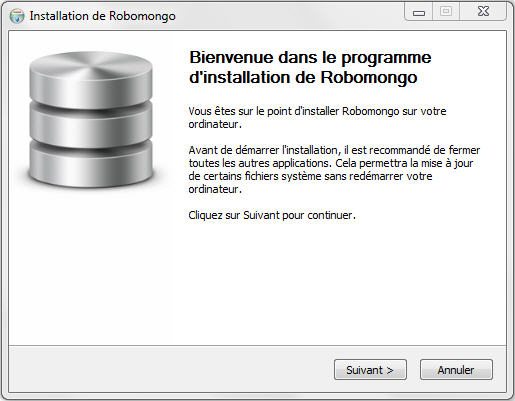 Installation de Robomongo
Bienvenue dans le programme
d'installation de Robomongo
Vous êtes sur le point d'installer Robomongo sur votre
ordinateur.
Avant de démarrer l'installation, il est recommandé de fermer
toutes les autres applications. Cela permettra la mise à jour
de certains fichiers système sans redémarrer votre
ordinateur.
Cliquez sur Suivant pour continuer.
Suivant >
Annuler